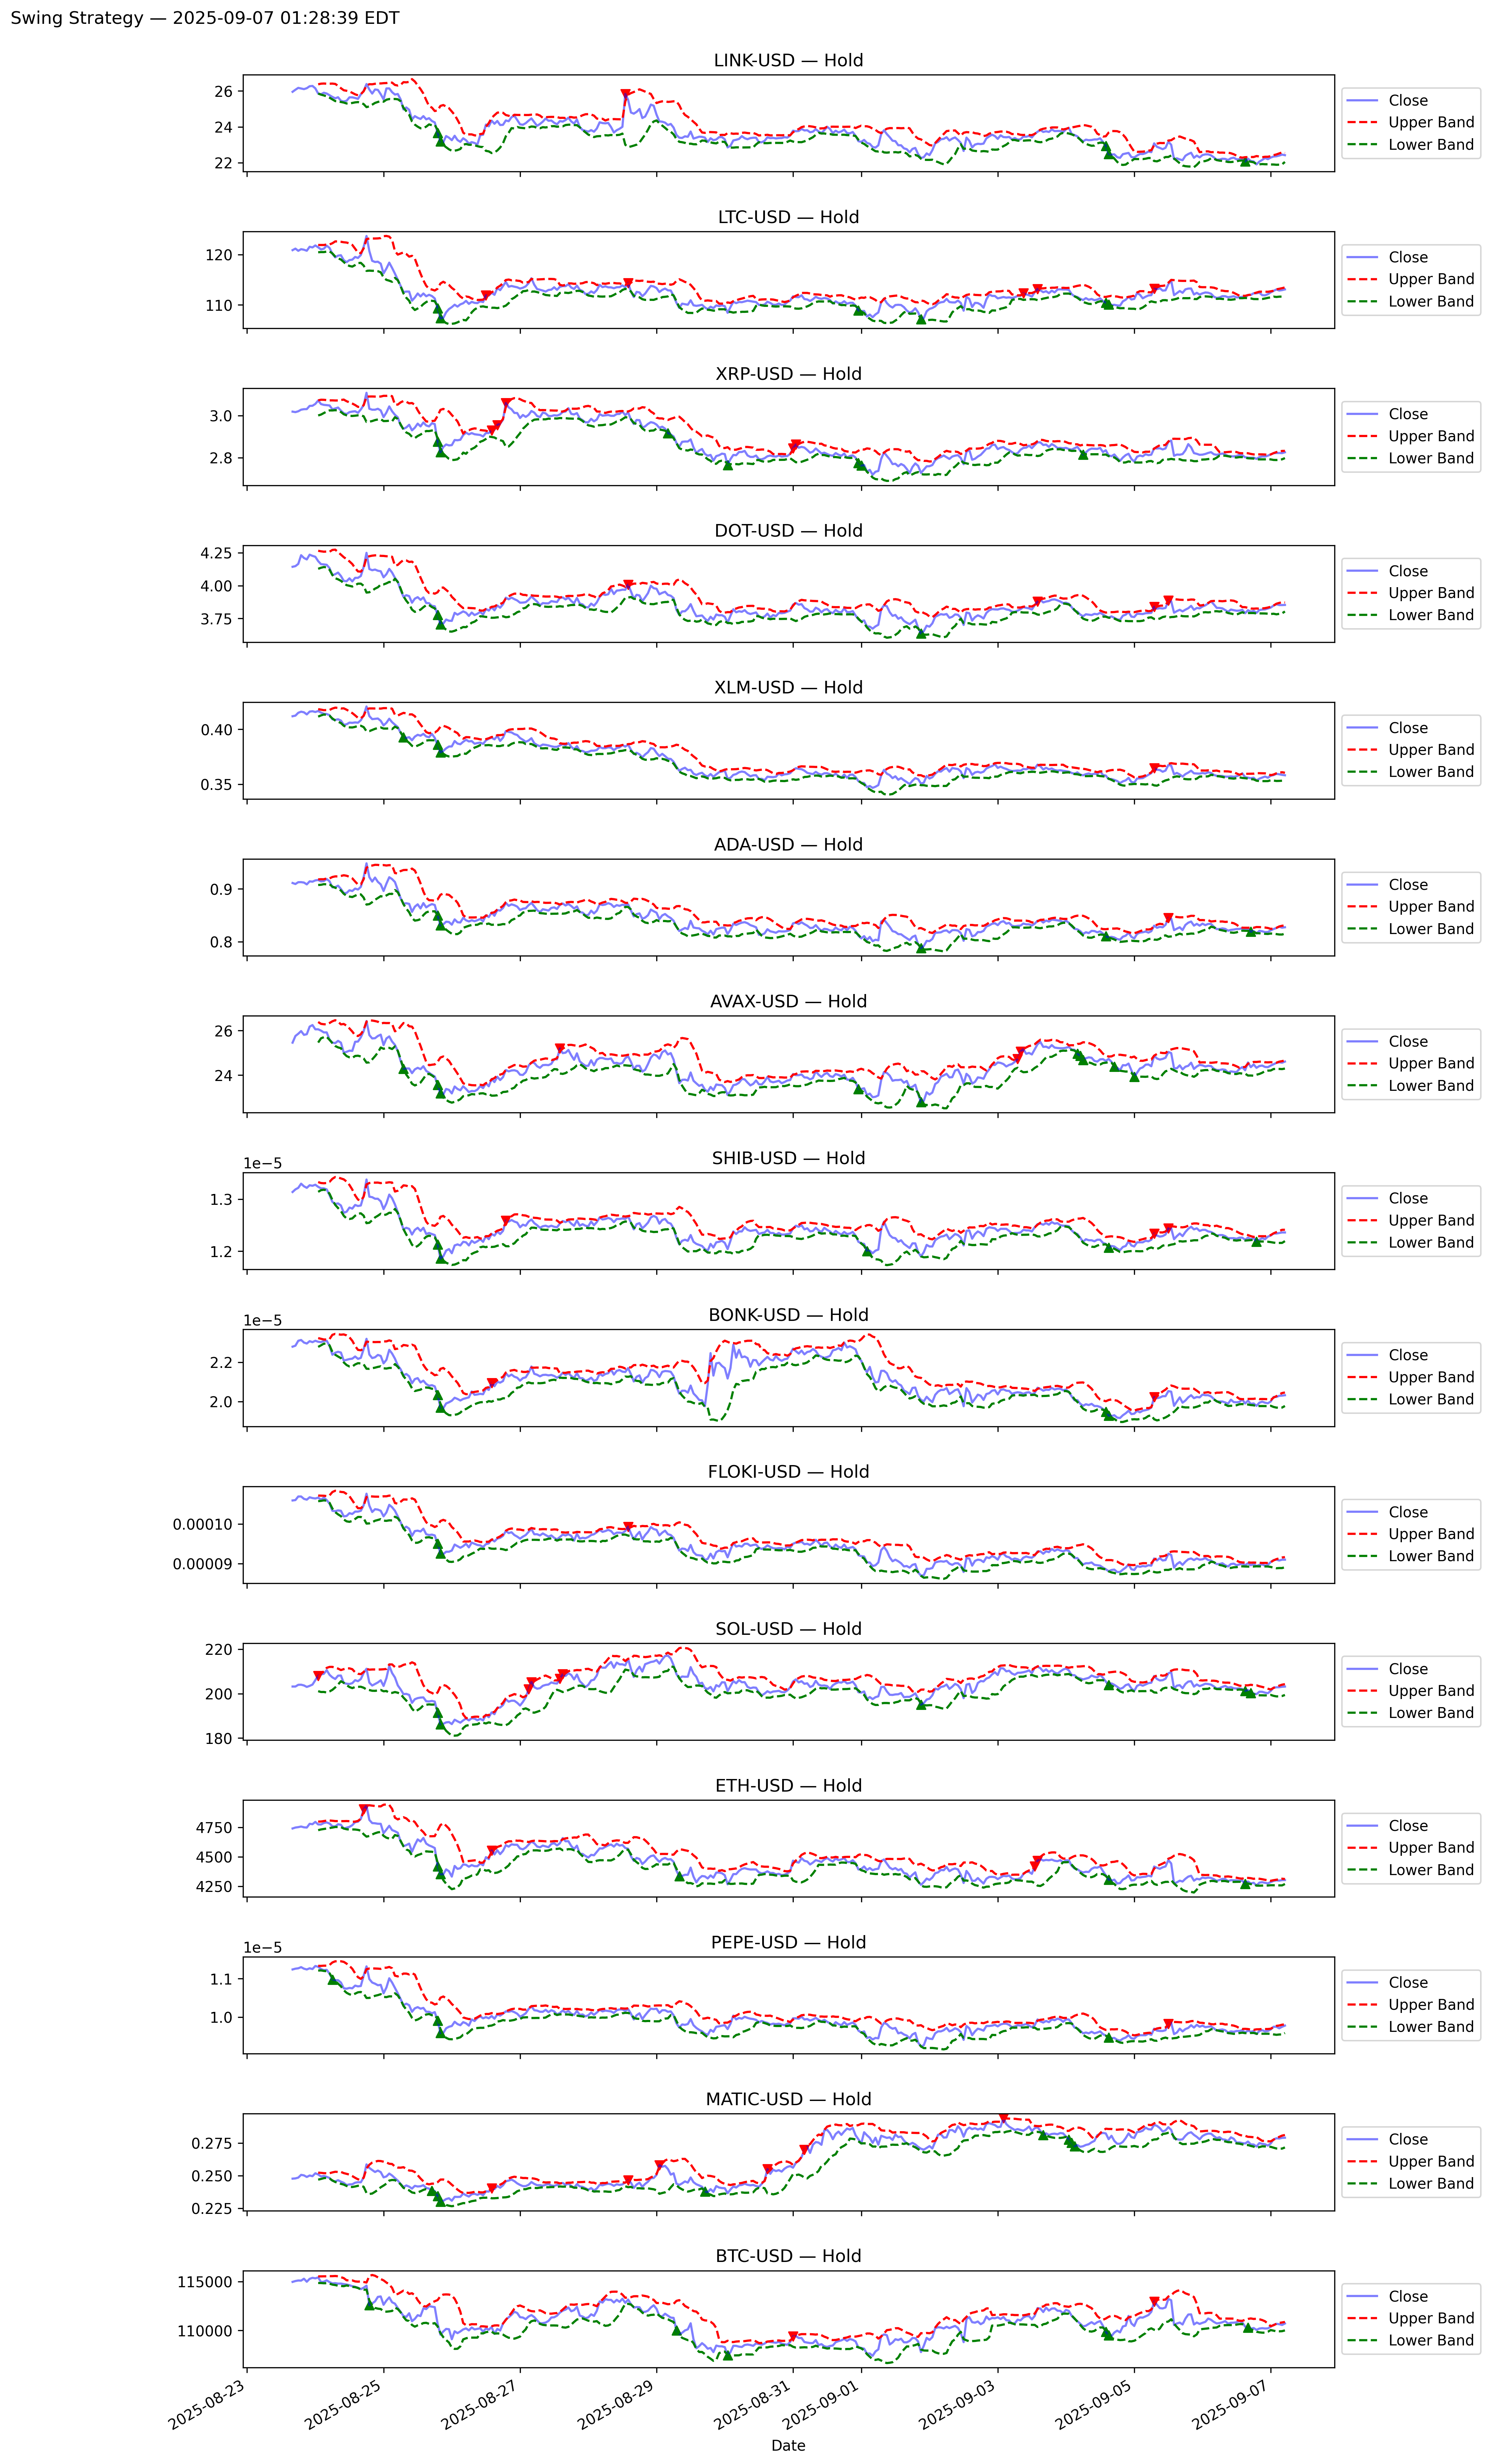 Swing Strategy — 2025-09-07 01:28:39 EDT
LINK-USD — Hold
26
24
22
Close
Upper Band
Lower Band
LTC-USD — Hold
120
110
Close
Upper Band
Lower Band
XRP-USD — Hold
3.0
2.8
Close
Upper Band
Lower Band
DOT-USD — Hold
4.25
4.00
3.75
Close
Upper Band
Lower Band
XLM-USD — Hold
0.40
0.35
Close
Upper Band
Lower Band
ADA-USD — Hold
0.9
0.8
Close
Upper Band
Lower Band
AVAX-USD — Hold
26
24
Close
Upper Band
Lower Band
SHIB-USD — Hold
1e−5
1.3
1.2
Close
Upper Band
Lower Band
BONK-USD — Hold
1e−5
2.2
2.0
Close
Upper Band
Lower Band
FLOKI-USD — Hold
0.00010
0.00009
Close
Upper Band
Lower Band
SOL-USD — Hold
220
200
180
Close
Upper Band
Lower Band
ETH-USD — Hold
4750
4500
4250
Close
Upper Band
Lower Band
PEPE-USD — Hold
1e−5
1.1
1.0
Close
Upper Band
Lower Band
MATIC-USD — Hold
0.275
0.250
0.225
Close
Upper Band
Lower Band
BTC-USD — Hold
115000
110000
Close
Upper Band
Lower Band
2025-08-23
2025-08-25
2025-08-27
2025-08-29
2025-08-31
2025-09-01
2025-09-03
2025-09-05
2025-09-07
Date